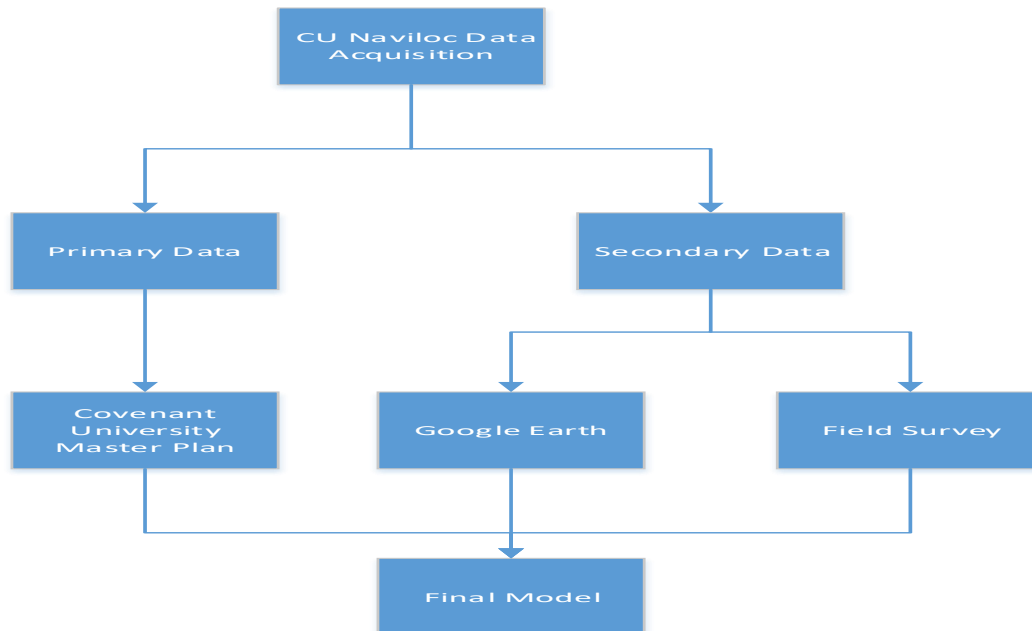 CU Naviloc Data
Acquisition
Primary Data
Secondary Data
Covenant
University
Master Plan
Google Earth
Field Survey
Final Model